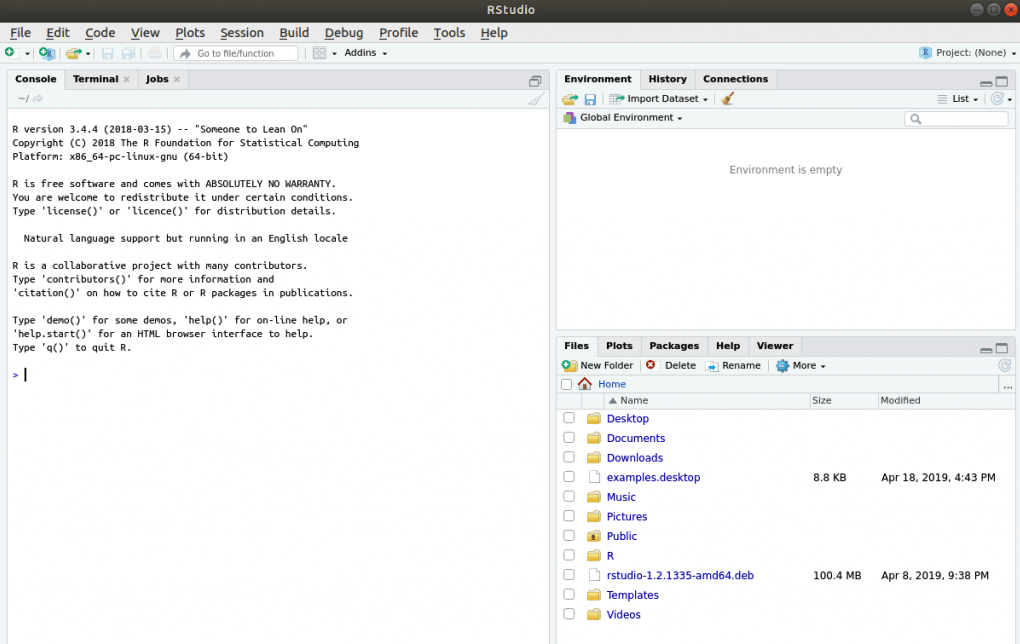 RStudio
File Edit Code View Plots Session Build Debug Profile Tools Help
Go to file/function Addins Project: (None)
Console Terminal Jobs
~/
R version 3.4.4 (2018-03-15) -- "Someone to Lean On"
Copyright (C) 2018 The R Foundation for Statistical Computing
Platform: x86_64-pc-linux-gnu (64-bit)
R is free software and comes with ABSOLUTELY NO WARRANTY.
You are welcome to redistribute it under certain conditions.
Type 'license()' or 'licence()' for distribution details.
Natural language support but running in an English locale
R is a collaborative project with many contributors.
Type 'contributors()' for more information and
'citation()' on how to cite R or R packages in publications.
Type 'demo()' for some demos, 'help()' for on-line help, or
'help.start()' for an HTML browser interface to help.
Type 'q()' to quit R.
>
Environment History Connections
Import Dataset List
Global Environment
Environment is empty
Files Plots Packages Help Viewer
New Folder Delete Rename More
Home ...
Name Size Modified
Desktop
Documents
Downloads
examples.desktop 8.8 KB Apr 18, 2019, 4:43 PM
Music
Pictures
Public
R
rstudio-1.2.1335-amd64.deb 100.4 MB Apr 8, 2019, 9:38 PM
Templates
Videos